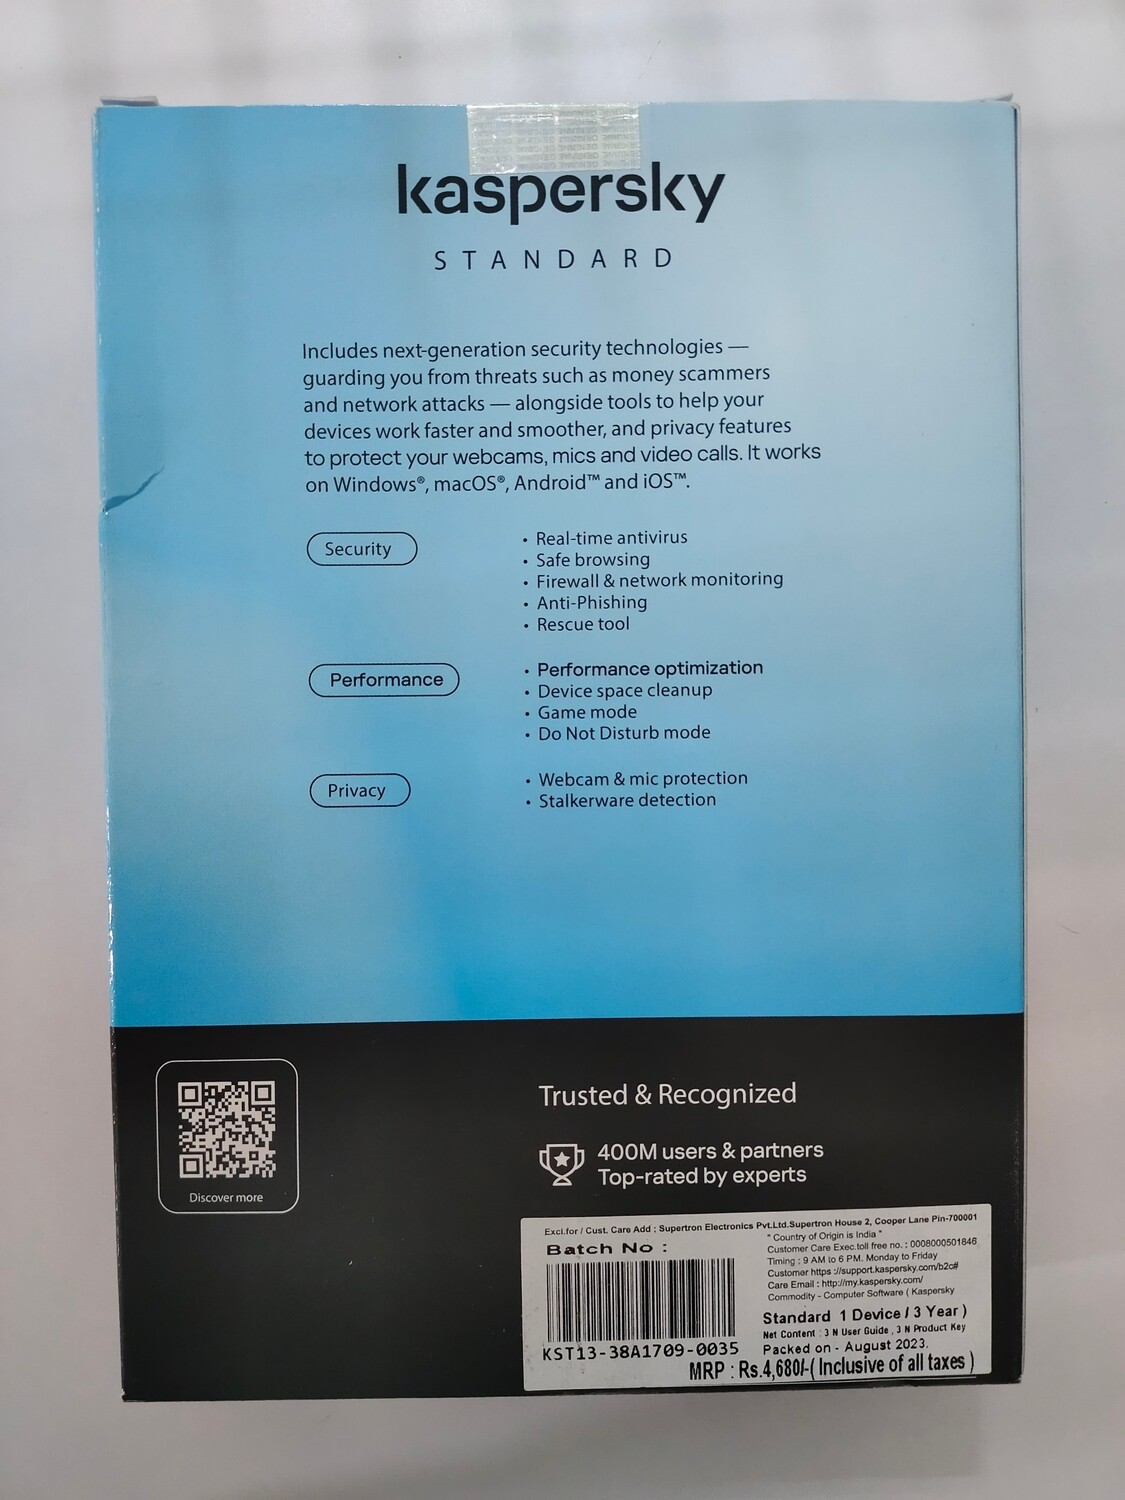 kaspersky
STANDARD
Includes next-generation security technologies —
guarding you from threats such as money scammers
and network attacks — alongside tools to help your
devices work faster and smoother, and privacy features
to protect your webcams, mics and video calls. It works
on Windows®, macOS®, Android™ and iOS™.
Security
• Real-time antivirus
• Safe browsing
• Firewall & network monitoring
• Anti-Phishing
• Rescue tool
Performance
• Performance optimization
• Device space cleanup
• Game mode
• Do Not Disturb mode
Privacy
• Webcam & mic protection
• Stalkerware detection
Discover more
Trusted & Recognized
400M users & partners
Top-rated by experts
Excl.for / Cust. Care Add : Supertron Electronics Pvt.Ltd.Supertron House 2, Cooper Lane Pin-700001
Batch No :
KST13-38A1709-0035
" Country of Origin is India "
Customer Care Exec.toll free no. : 0008000501846
Timing : 9 AM to 6 PM. Monday to Friday
Customer https ://support.kaspersky.com/b2c#
Care Email : http://my.kaspersky.com/
Commodity - Computer Software ( Kaspersky
Standard 1 Device / 3 Year )
Net Content : 3 N User Guide , 3 N Product Key
Packed on - August 2023.
MRP : Rs.4,680/-( Inclusive of all taxes )